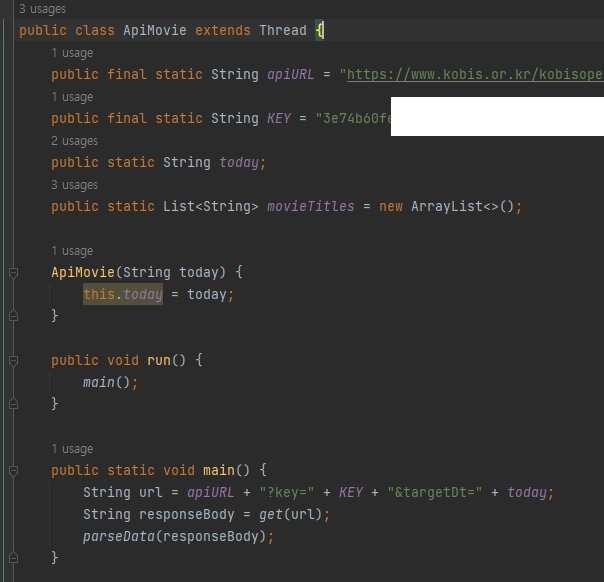 3 usages
public class ApiMovie extends Thread {
1 usage
public final static String apiURL = "https://www.kobis.or.kr/kobisope
1 usage
public final static String KEY = "3e74b60fe
2 usages
public static String today;
3 usages
public static List<String> movieTitles = new ArrayList<>();
1 usage
ApiMovie(String today) {
this.today = today;
}
public void run() {
main();
}
1 usage
public static void main() {
String url = apiURL + "?key=" + KEY + "&targetDt=" + today;
String responseBody = get(url);
parseData(responseBody);
}